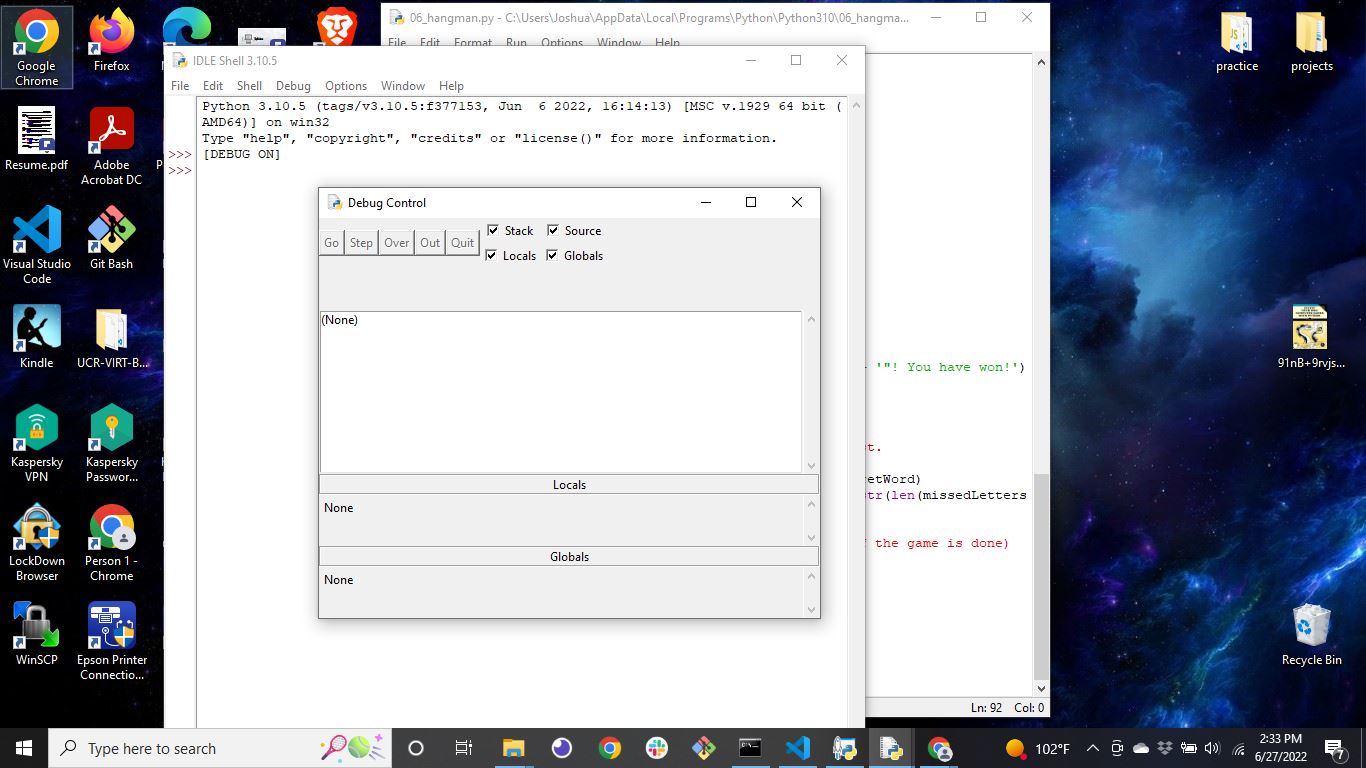 Google Chrome
Firefox
Resume.pdf
Adobe Acrobat DC
Visual Studio Code
Git Bash
Kindle
UCR-VIRT-B...
Kaspersky VPN
Kaspersky Passwor...
LockDown Browser
Person 1 - Chrome
WinSCP
Epson Printer Connectio...
06_hangman.py - C:\Users\Joshua\AppData\Local\Programs\Python\Python310\06_hangma...
File Edit Format Run Options Window Help
IDLE Shell 3.10.5
File Edit Shell Debug Options Window Help
Python 3.10.5 (tags/v3.10.5:f377153, Jun  6 2022, 16:14:13) [MSC v.1929 64 bit (
AMD64)] on win32
Type "help", "copyright", "credits" or "license()" for more information.
>>> [DEBUG ON]
>>>
Debug Control
Go Step Over Out Quit
Stack Source
Locals Globals
(None)
Locals
None
Globals
None
'"! You have won!')
t.
etWord)
str(len(missedLetters
the game is done)
Ln: 92 Col: 0
practice
projects
91nB+9rvjs...
Recycle Bin
Type here to search
102°F
2:33 PM
6/27/2022
7